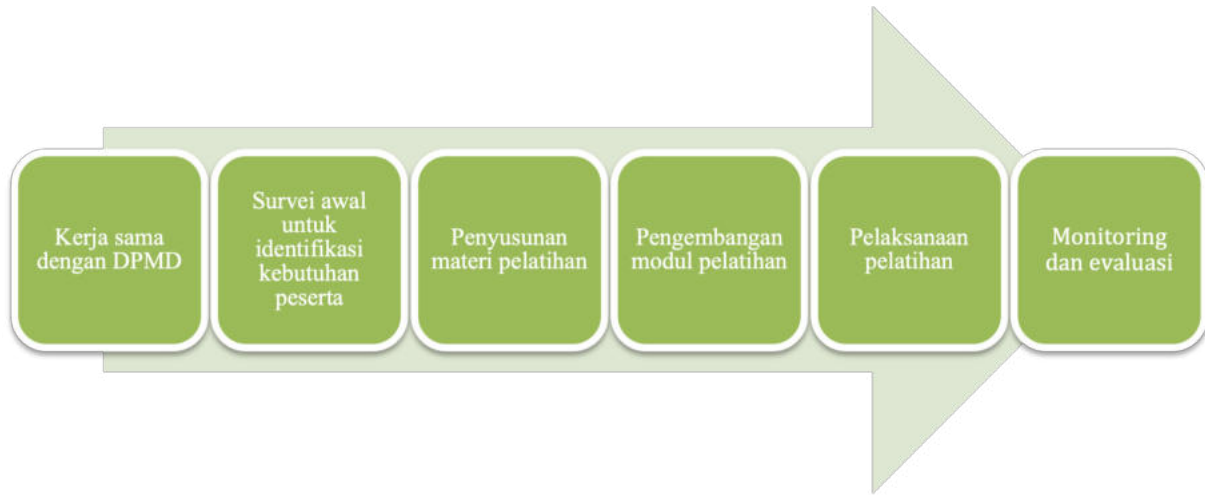 Kerja sama
dengan DPMD
Survei awal
untuk
identifikasi
kebutuhan
peserta
Penyusunan
materi pelatihan
Pengembangan
modul pelatihan
Pelaksanaan
pelatihan
Monitoring
dan evaluasi